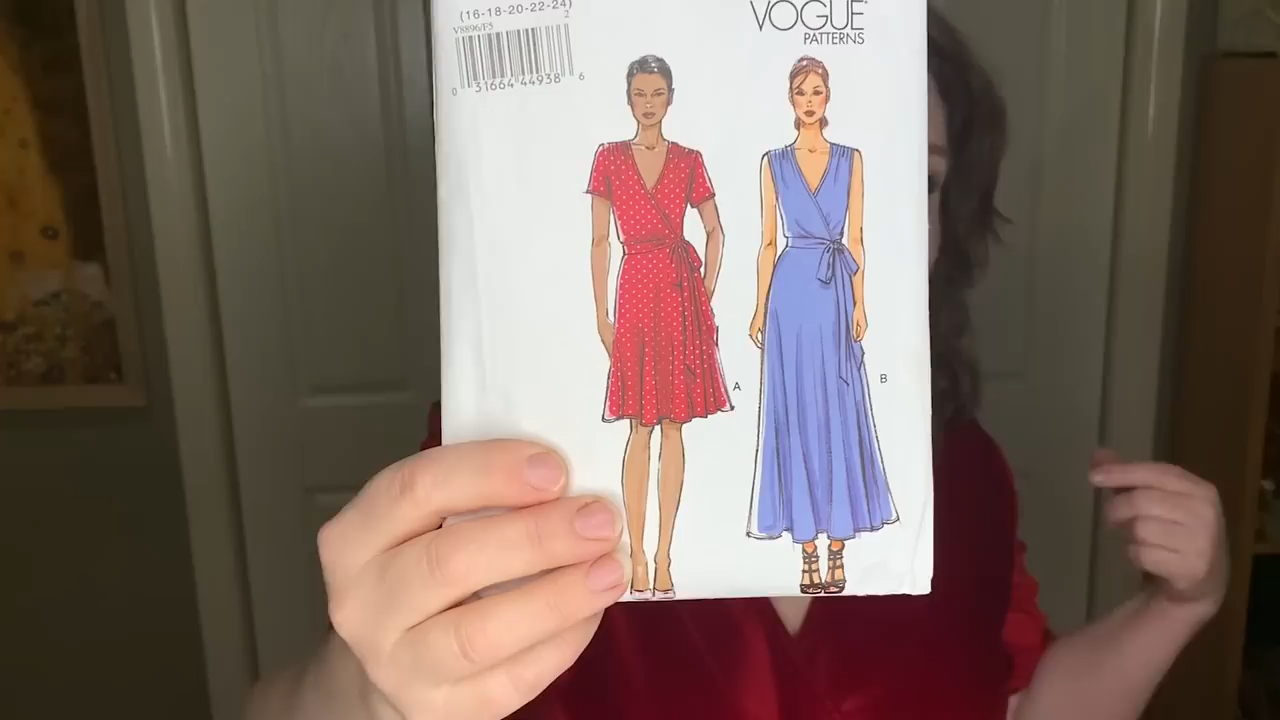 (16-18-20-22-24)
2
V8896/F5
0 31664 44938 6
VOGUE
PATTERNS
A
B